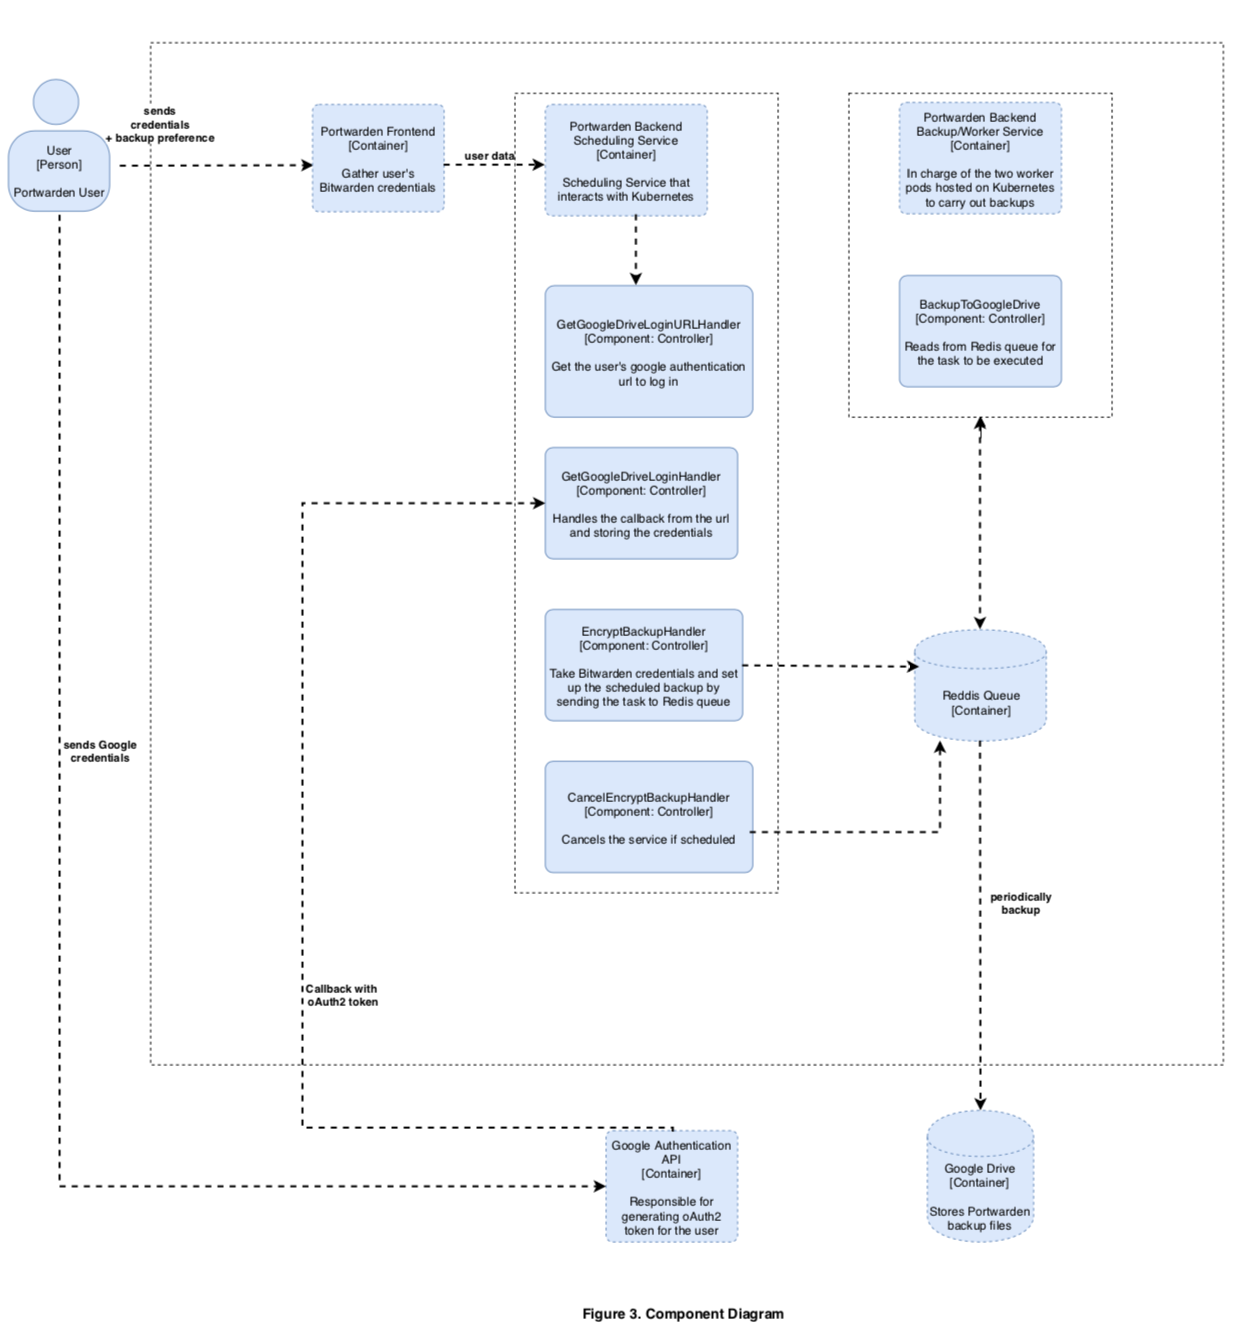 sends
credentials
+ backup preference
User
[Person]
Portwarden User
Portwarden Frontend
[Container]
Gather user's
Bitwarden credentials
user data
Portwarden Backend
Scheduling Service
[Container]
Scheduling Service that
interacts with Kubernetes
Portwarden Backend
Backup/Worker Service
[Container]
In charge of the two worker
pods hosted on Kubernetes
to carry out backups
GetGoogleDriveLoginURLHandler
[Component: Controller]
Get the user's google authentication
url to log in
BackupToGoogleDrive
[Component: Controller]
Reads from Redis queue for
the task to be executed
GetGoogleDriveLoginHandler
[Component: Controller]
Handles the callback from the url
and storing the credentials
EncryptBackupHandler
[Component: Controller]
Take Bitwarden credentials and set
up the scheduled backup by
sending the task to Redis queue
Reddis Queue
[Container]
sends Google
credentials
CancelEncryptBackupHandler
[Component: Controller]
Cancels the service if scheduled
periodically
backup
Callback with
oAuth2 token
Google Authentication
API
[Container]
Responsible for
generating oAuth2
token for the user
Google Drive
[Container]
Stores Portwarden
backup files
Figure 3. Component Diagram